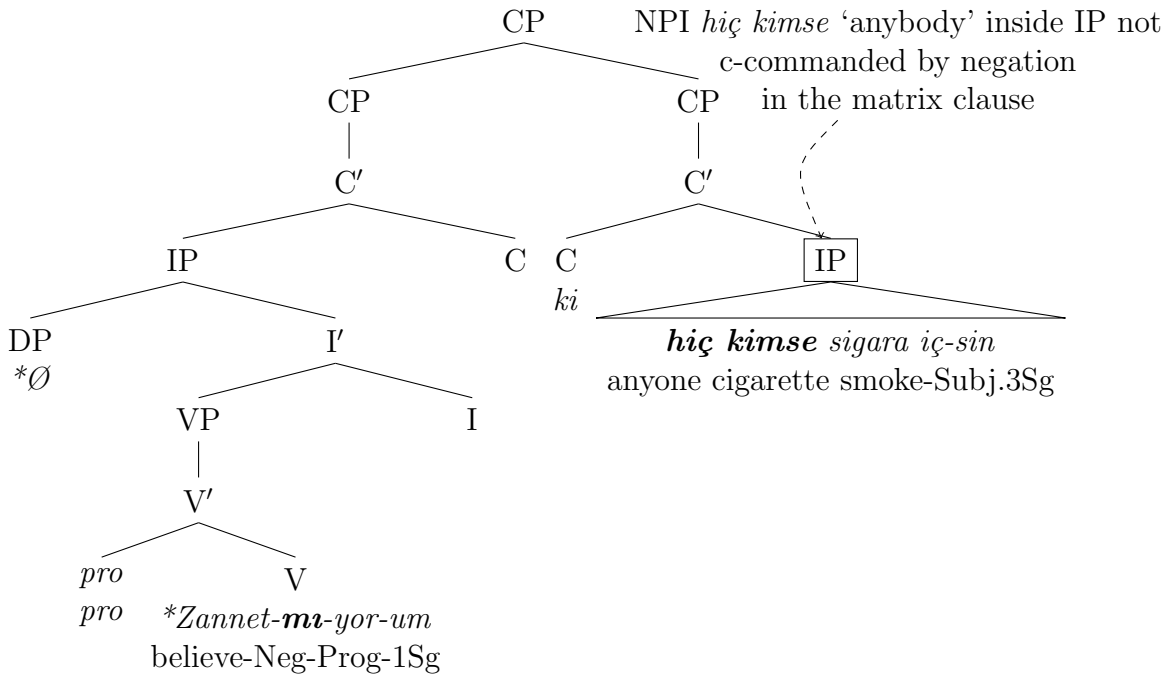 CP
NPI hiç kimse ‘anybody’ inside IP not
c-commanded by negation
in the matrix clause
CP
CP
C′
C′
IP
C
C
ki
IP
DP
*Ø
I′
hiç kimse sigara iç-sin
anyone cigarette smoke-Subj.3Sg
VP
I
V′
pro
pro
V
*Zannet-mı-yor-um
believe-Neg-Prog-1Sg